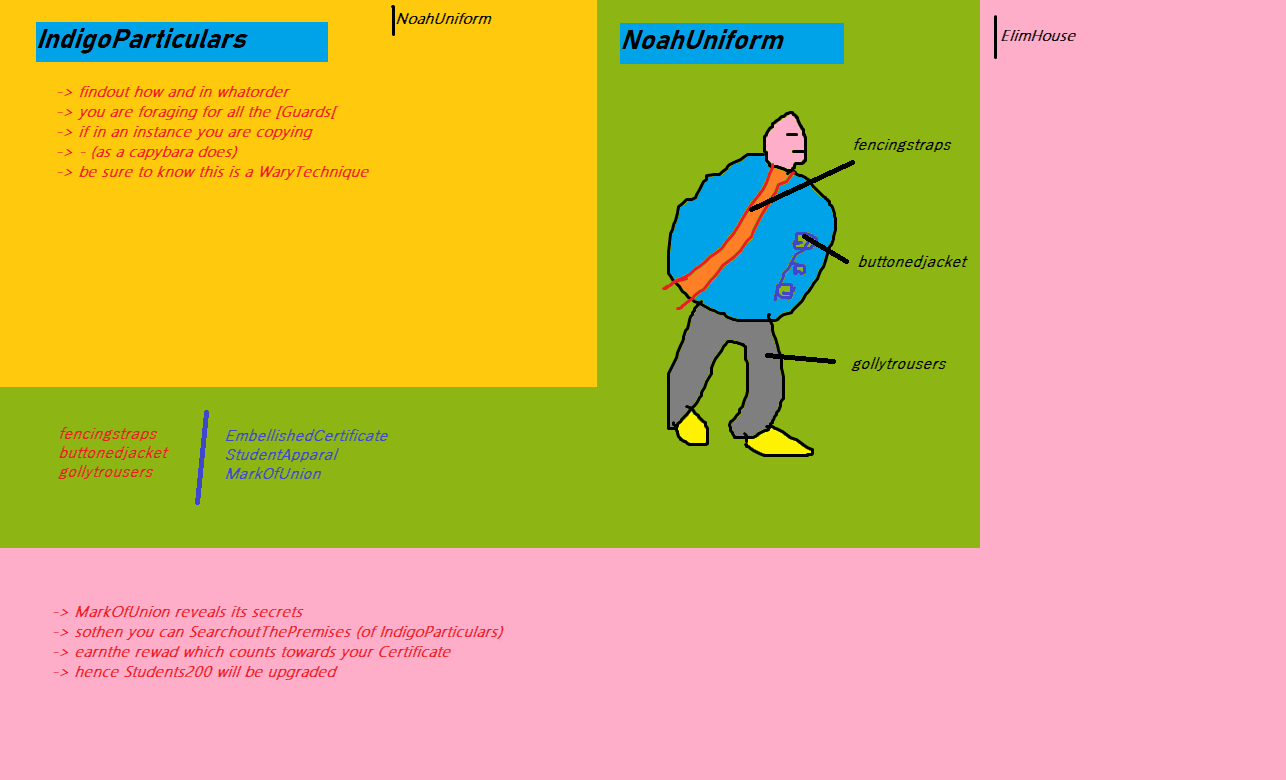 IndigoParticulars
NoahUniform
-> findout how and in whatorder
-> you are foraging for all the [Guards[
-> if in an instance you are copying
-> - (as a capybara does)
-> be sure to know this is a WaryTechnique
NoahUniform
fencingstraps
buttonedjacket
gollytrousers
ElimHouse
fencingstraps
buttonedjacket
gollytrousers
EmbellishedCertificate
StudentApparal
MarkOfUnion
-> MarkOfUnion reveals its secrets
-> sothen you can SearchoutThePremises (of IndigoParticulars)
-> earnthe rewad which counts towards your Certificate
-> hence Students200 will be upgraded